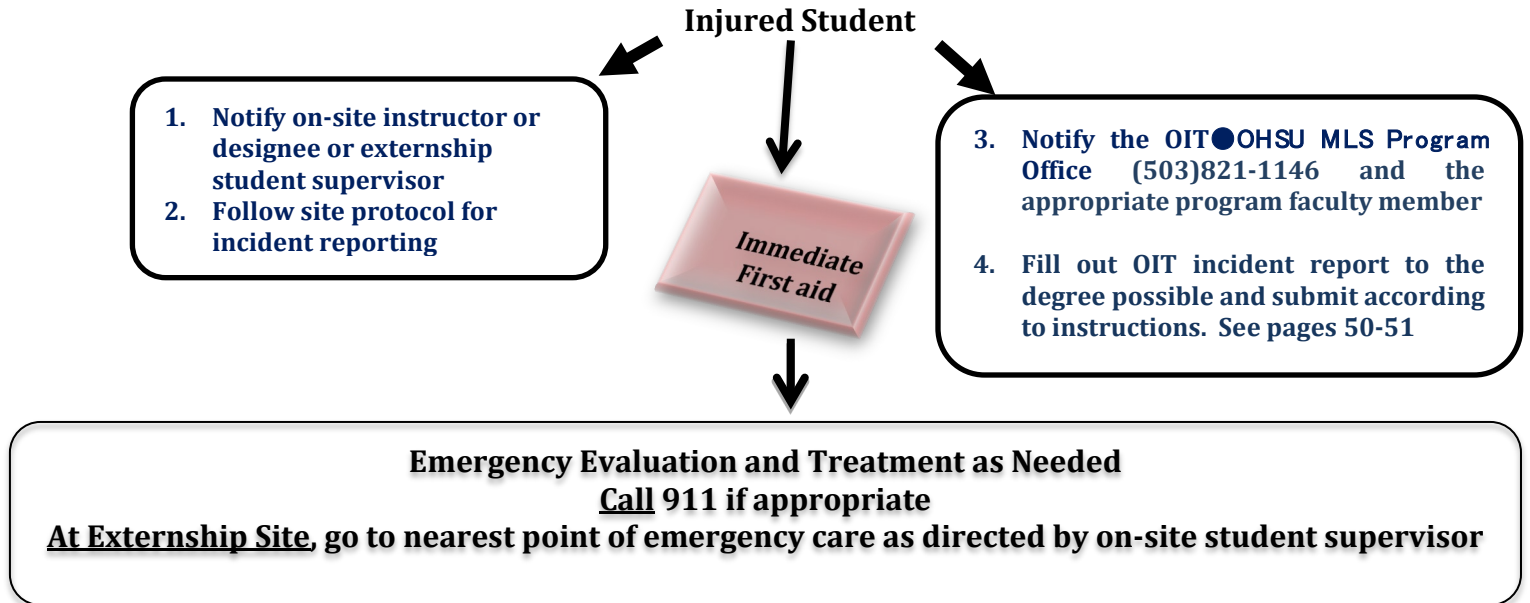 Injured Student
1. Notify on-site instructor or
designee or externship
student supervisor
2. Follow site protocol for
incident reporting
Immediate
First aid
3. Notify the OIT●OHSU MLS Program
Office (503)821-1146 and the
appropriate program faculty member
4. Fill out OIT incident report to the
degree possible and submit according
to instructions. See pages 50-51
Emergency Evaluation and Treatment as Needed
Call 911 if appropriate
At Externship Site, go to nearest point of emergency care as directed by on-site student supervisor